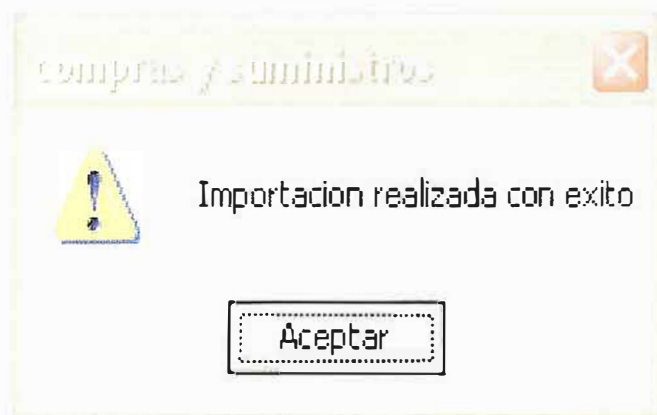 compras y suministros
Importacion realizada con exito
Aceptar